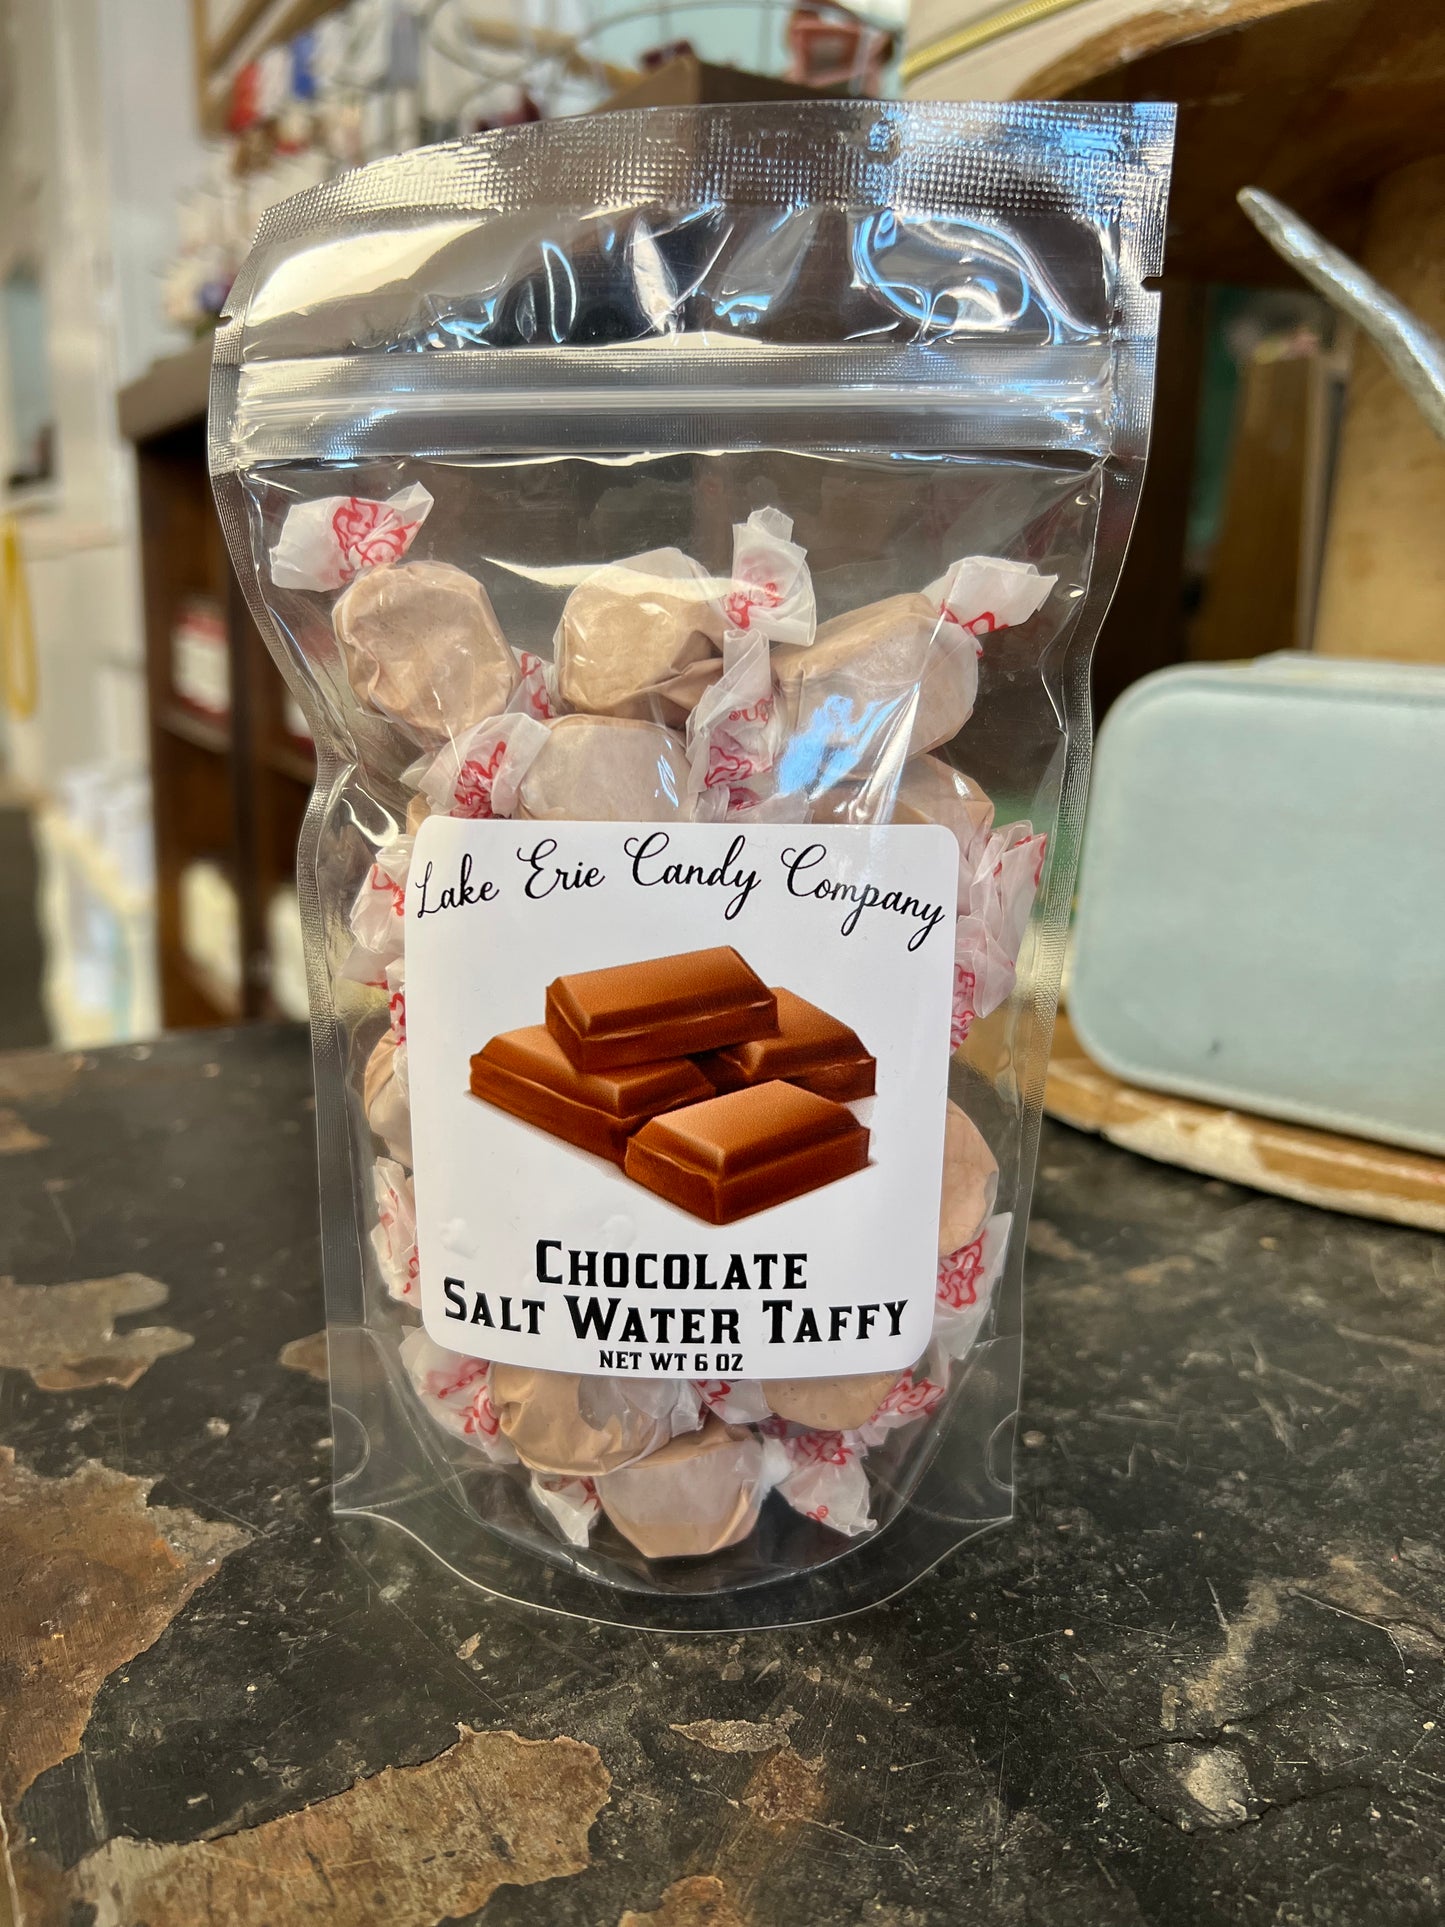 Lake Erie Candy Company
Chocolate
Salt Water Taffy
NET WT 6 OZ